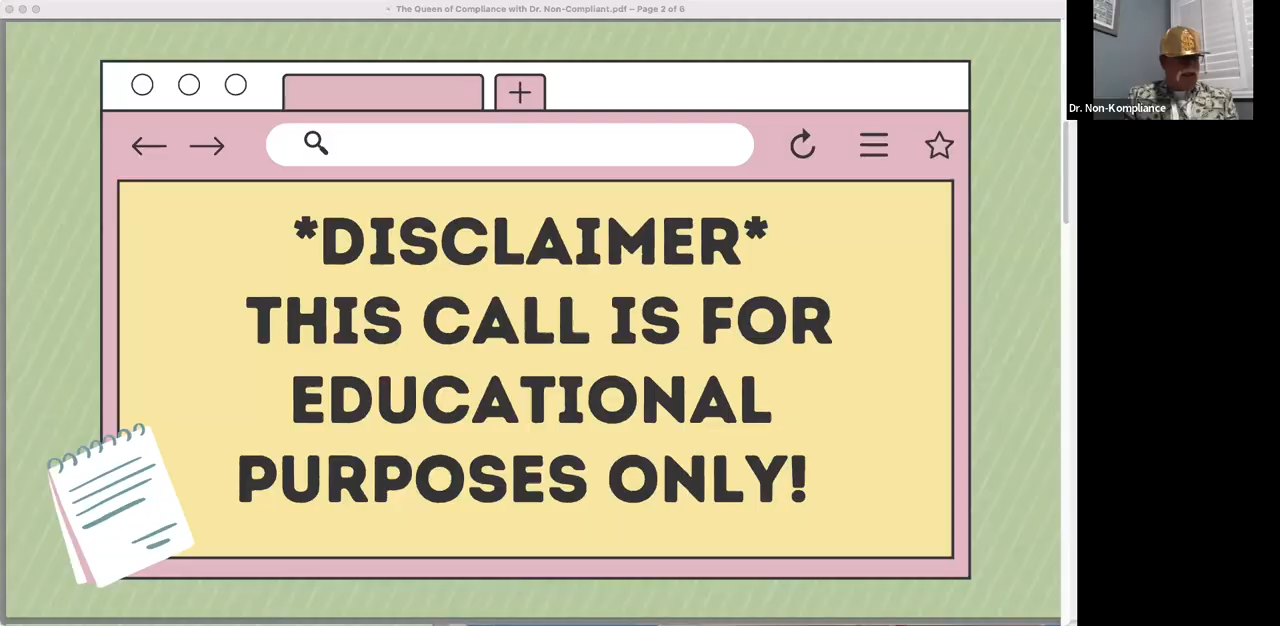 The Queen of Compliance with Dr. Non-Compliant.pdf – Page 2 of 6
*DISCLAIMER*
THIS CALL IS FOR
EDUCATIONAL
PURPOSES ONLY!
Dr. Non-Kompliance